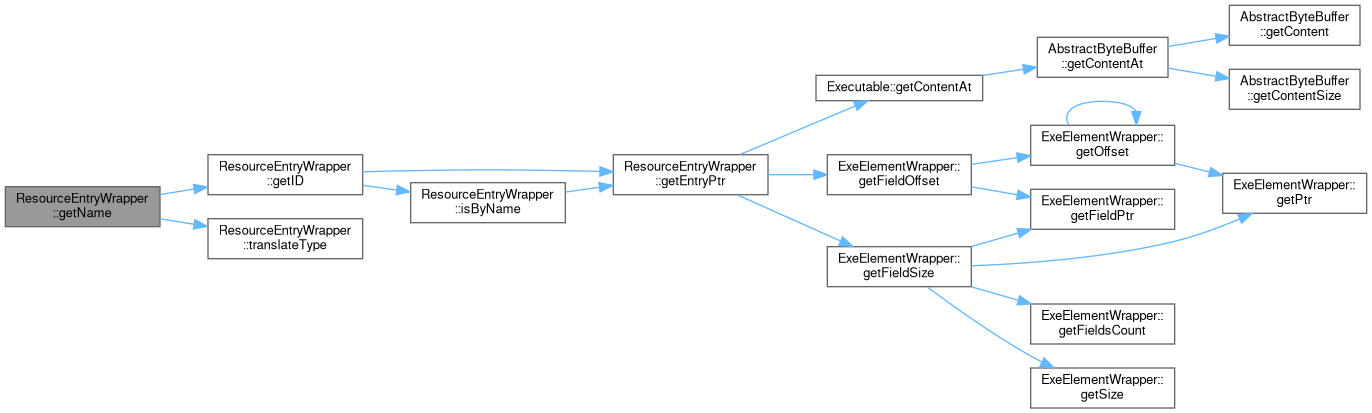 ResourceEntryWrapper
::getName
ResourceEntryWrapper
::getID
ResourceEntryWrapper
::translateType
ResourceEntryWrapper
::isByName
ResourceEntryWrapper
::getEntryPtr
Executable::getContentAt
ExeElementWrapper::
getFieldOffset
ExeElementWrapper::
getFieldSize
AbstractByteBuffer
::getContentAt
ExeElementWrapper::
getOffset
ExeElementWrapper::
getFieldPtr
ExeElementWrapper::
getFieldsCount
ExeElementWrapper::
getSize
AbstractByteBuffer
::getContent
AbstractByteBuffer
::getContentSize
ExeElementWrapper::
getPtr